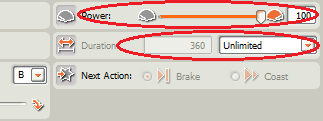 Power: 100
Duration: 360 Unlimited
B Next Action: Brake Coast